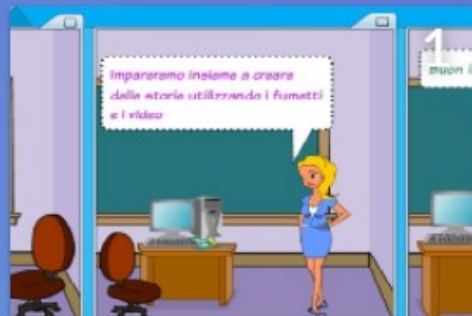 Impareremo insieme a creare
delle storie utilizzando i fumetti
e i video
1
Buon